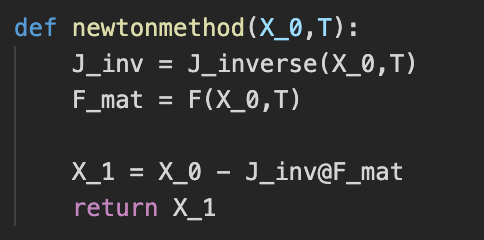 def newtonmethod(X_0,T):
    J_inv = J_inverse(X_0,T)
    F_mat = F(X_0,T)

    X_1 = X_0 - J_inv@F_mat
    return X_1